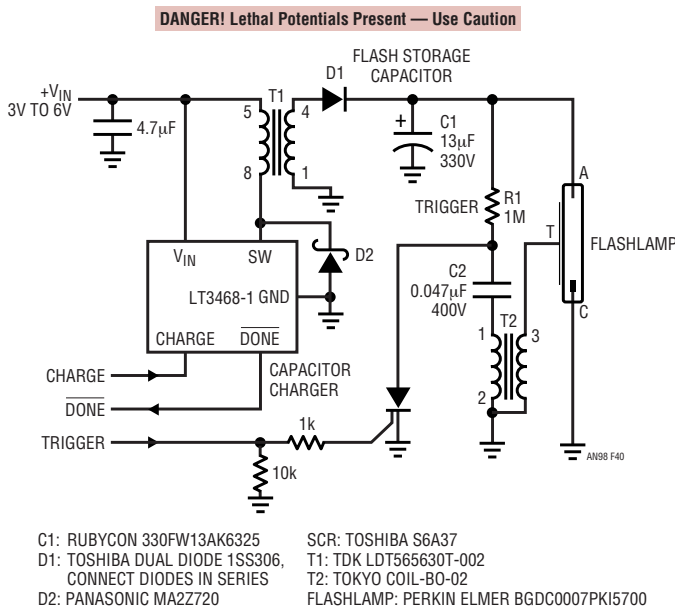 DANGER! Lethal Potentials Present — Use Caution
FLASH STORAGE
CAPACITOR
+VIN
3V TO 6V
4.7µF
5
T1
4
8
1
D1
+
C1
13µF
330V
TRIGGER
R1
1M
A
T
FLASHLAMP
C
D2
VIN
SW
LT3468-1
GND
CHARGE
DONE
C2
0.047µF
400V
1
T2
3
2
CHARGE
CAPACITOR
CHARGER
DONE
TRIGGER
1k
10k
AN98 F40
C1: RUBYCON 330FW13AK6325
D1: TOSHIBA DUAL DIODE 1SS306,
CONNECT DIODES IN SERIES
D2: PANASONIC MA2Z720
SCR: TOSHIBA S6A37
T1: TDK LDT565630T-002
T2: TOKYO COIL-BO-02
FLASHLAMP: PERKIN ELMER BGDC0007PKI5700